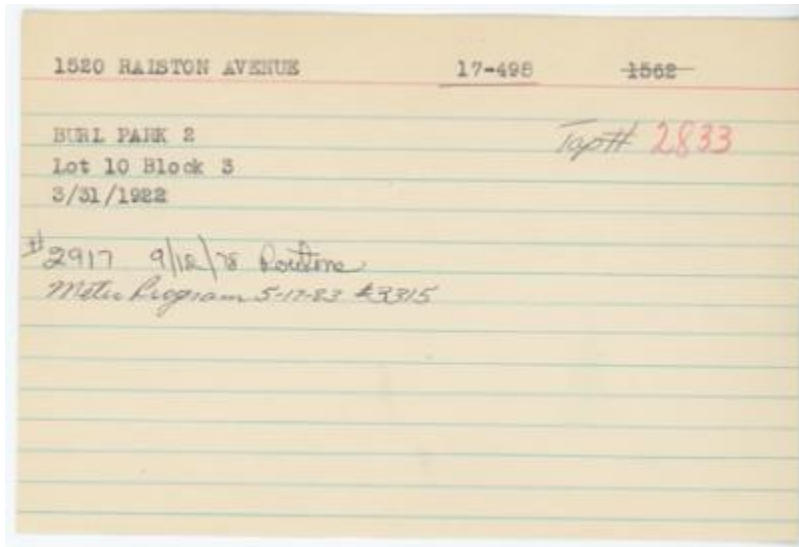 1520 RALSTON AVENUE 17-498 1562
BURL PARK 2 Tap# 2833
Lot 10 Block 3
3/31/1922
#2917 9/12/78 Routine
Meter Program 5-17-83 #3315